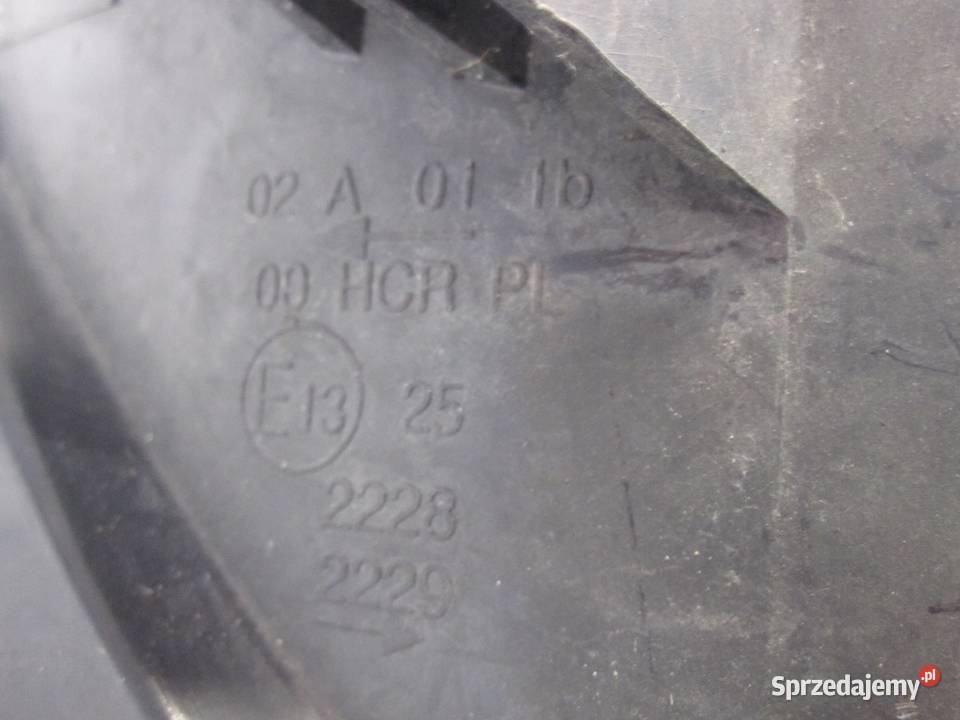 02 A 01 1b
00 HCR PL
E13 25
2228
2229
Sprzedajemy.pl